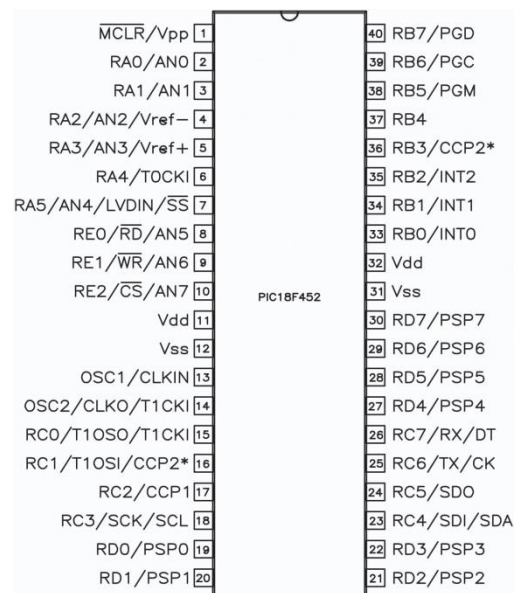 MCLR/Vpp 1
RA0/AN0 2
RA1/AN1 3
RA2/AN2/Vref- 4
RA3/AN3/Vref+ 5
RA4/T0CKI 6
RA5/AN4/LVDIN/SS 7
RE0/RD/AN5 8
RE1/WR/AN6 9
RE2/CS/AN7 10
Vdd 11
Vss 12
OSC1/CLKIN 13
OSC2/CLKO/T1CKI 14
RC0/T1OSO/T1CKI 15
RC1/T1OSI/CCP2* 16
RC2/CCP1 17
RC3/SCK/SCL 18
RD0/PSP0 19
RD1/PSP1 20
PIC18F452
40 RB7/PGD
39 RB6/PGC
38 RB5/PGM
37 RB4
36 RB3/CCP2*
35 RB2/INT2
34 RB1/INT1
33 RB0/INT0
32 Vdd
31 Vss
30 RD7/PSP7
29 RD6/PSP6
28 RD5/PSP5
27 RD4/PSP4
26 RC7/RX/DT
25 RC6/TX/CK
24 RC5/SDO
23 RC4/SDI/SDA
22 RD3/PSP3
21 RD2/PSP2